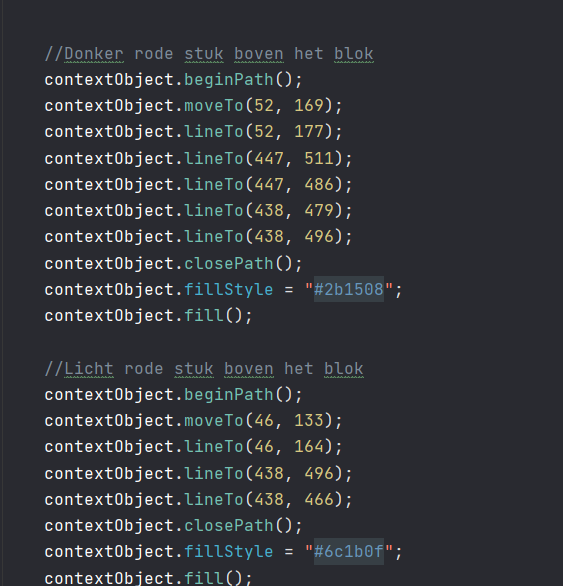 //Donker rode stuk boven het blok
contextObject.beginPath();
contextObject.moveTo(52, 169);
contextObject.lineTo(52, 177);
contextObject.lineTo(447, 511);
contextObject.lineTo(447, 486);
contextObject.lineTo(438, 479);
contextObject.lineTo(438, 496);
contextObject.closePath();
contextObject.fillStyle = "#2b1508";
contextObject.fill();

//Licht rode stuk boven het blok
contextObject.beginPath();
contextObject.moveTo(46, 133);
contextObject.lineTo(46, 164);
contextObject.lineTo(438, 496);
contextObject.lineTo(438, 466);
contextObject.closePath();
contextObject.fillStyle = "#6c1b0f";
contextObject.fill();